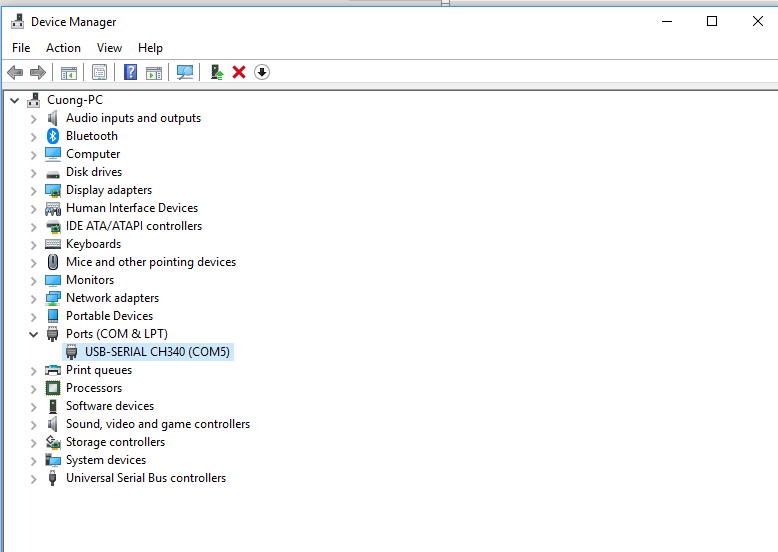 Device Manager
File Action View Help
Cuong-PC
Audio inputs and outputs
Bluetooth
Computer
Disk drives
Display adapters
Human Interface Devices
IDE ATA/ATAPI controllers
Keyboards
Mice and other pointing devices
Monitors
Network adapters
Portable Devices
Ports (COM & LPT)
USB-SERIAL CH340 (COM5)
Print queues
Processors
Software devices
Sound, video and game controllers
Storage controllers
System devices
Universal Serial Bus controllers